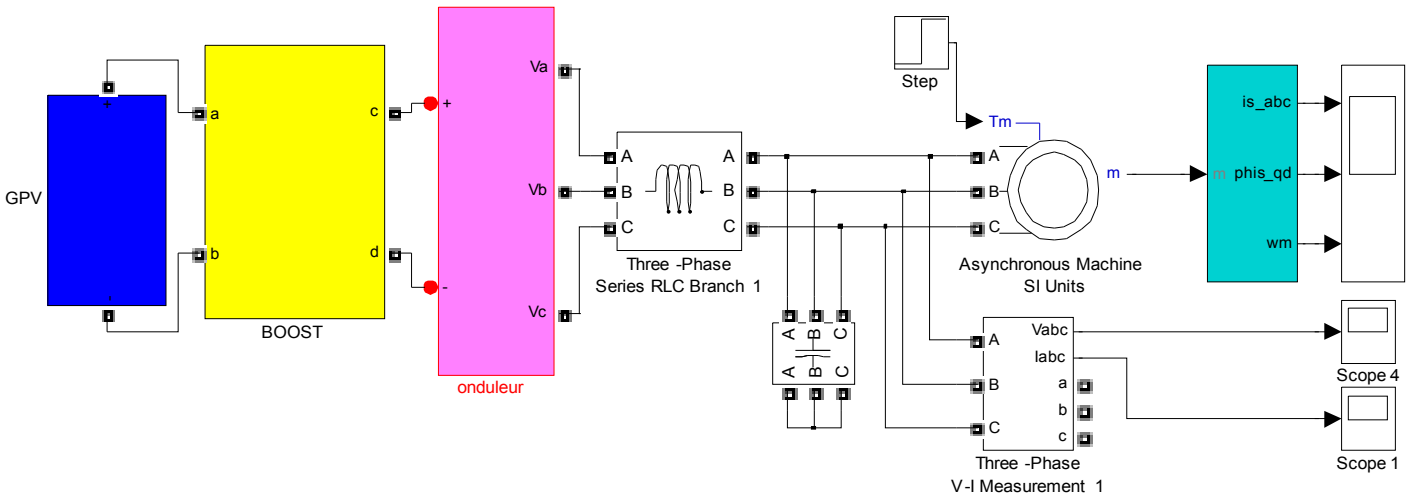 GPV
+
-
a
b
c
d
BOOST
+
-
Va
Vb
Vc
onduleur
A
B
C
A
B
C
Three -Phase
Series RLC Branch 1
A B C
A B C
Step
Tm
A
B
C
m
Asynchronous Machine
SI Units
m
is_abc
phis_qd
wm
A
B
C
Vabc
Iabc
a
b
c
Three -Phase
V-I Measurement 1
Scope 4
Scope 1